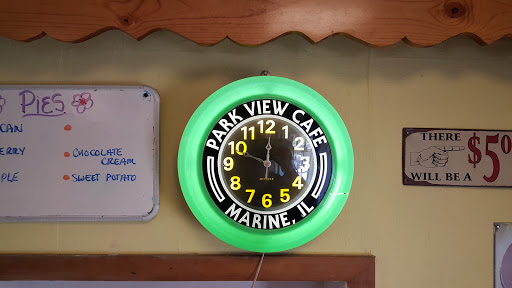 PIES
CAN
ERRY
CHOCOLATE
CREAM
PLE
SWEET POTATO
PARK VIEW CAFE
12
1
2
3
4
5
6
7
8
9
10
11
MARINE, IL
THERE
$50
WILL BE A